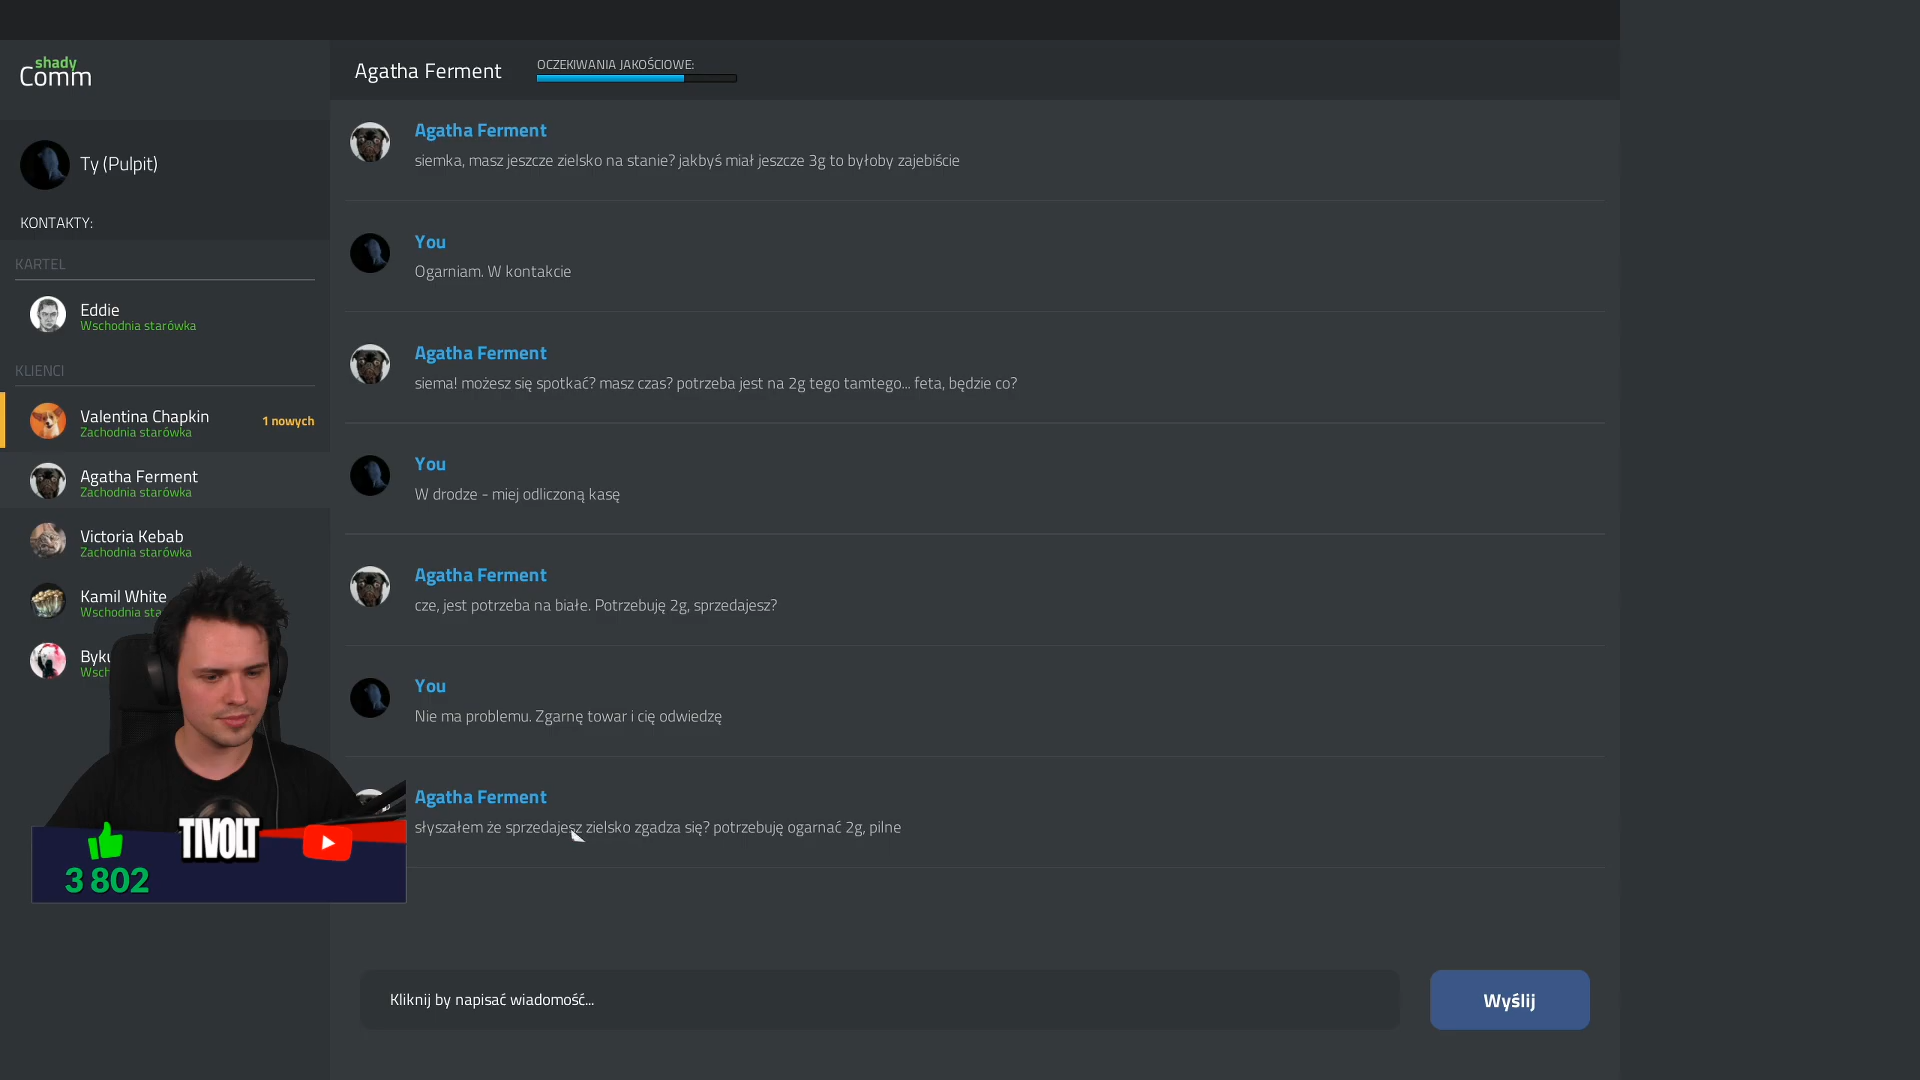 shady
Comm
Ty (Pulpit)
KONTAKTY:
KARTEL
Eddie
Wschodnia starówka
KLIENCI
Valentina Chapkin
Zachodnia starówka
1 nowych
Agatha Ferment
Zachodnia starówka
Victoria Kebab
Zachodnia starówka
Kamil White
Wschodnia sta
Byku
Wsch
TIVOLT
3 802
Agatha Ferment
OCZEKIWANIA JAKOŚCIOWE:
Agatha Ferment
siemka, masz jeszcze zielsko na stanie? jakbyś miał jeszcze 3g to byłoby zajebiście
You
Ogarniam. W kontakcie
Agatha Ferment
siema! możesz się spotkać? masz czas? potrzeba jest na 2g tego tamtego... feta, będzie co?
You
W drodze - miej odliczoną kasę
Agatha Ferment
cze, jest potrzeba na białe. Potrzebuję 2g, sprzedajesz?
You
Nie ma problemu. Zgarnę towar i cię odwiedzę
Agatha Ferment
słyszałem że sprzedajesz zielsko zgadza się? potrzebuję ogarnać 2g, pilne
Kliknij by napisać wiadomość...
Wyślij